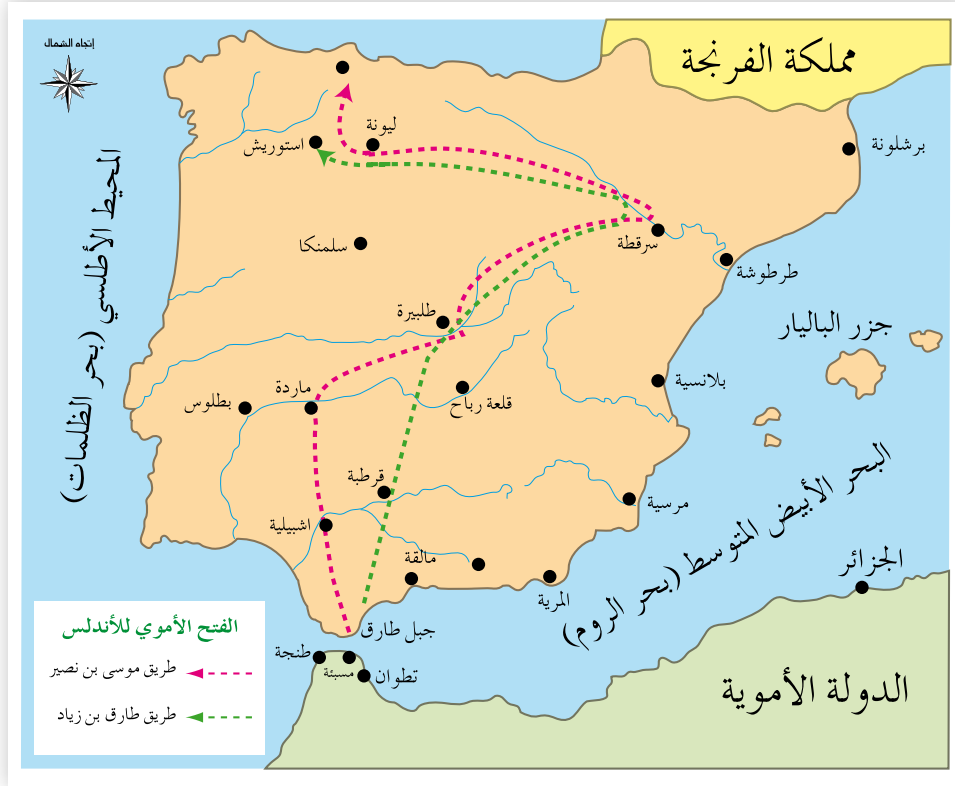 إتجاه الشمال
مملكة الفرنجة
ليونة
استوريش
برشلونة
المحيط الأطلسي (بحر الظلمات)
سلمنكا
سرقطة
طرطوشة
طلبيرة
جزر الباليار
ماردة
بطلوس
قلعة رباح
بلانسية
قرطبة
مرسية
اشبيلية
البحر الأبيض المتوسط (بحر الروم)
مالقة
المرية
الجزائر
جبل طارق
طنجة
مسبئة
تطوان
الدولة الأموية
الفتح الأموي للأندلس
طريق موسى بن نصير
طريق طارق بن زياد